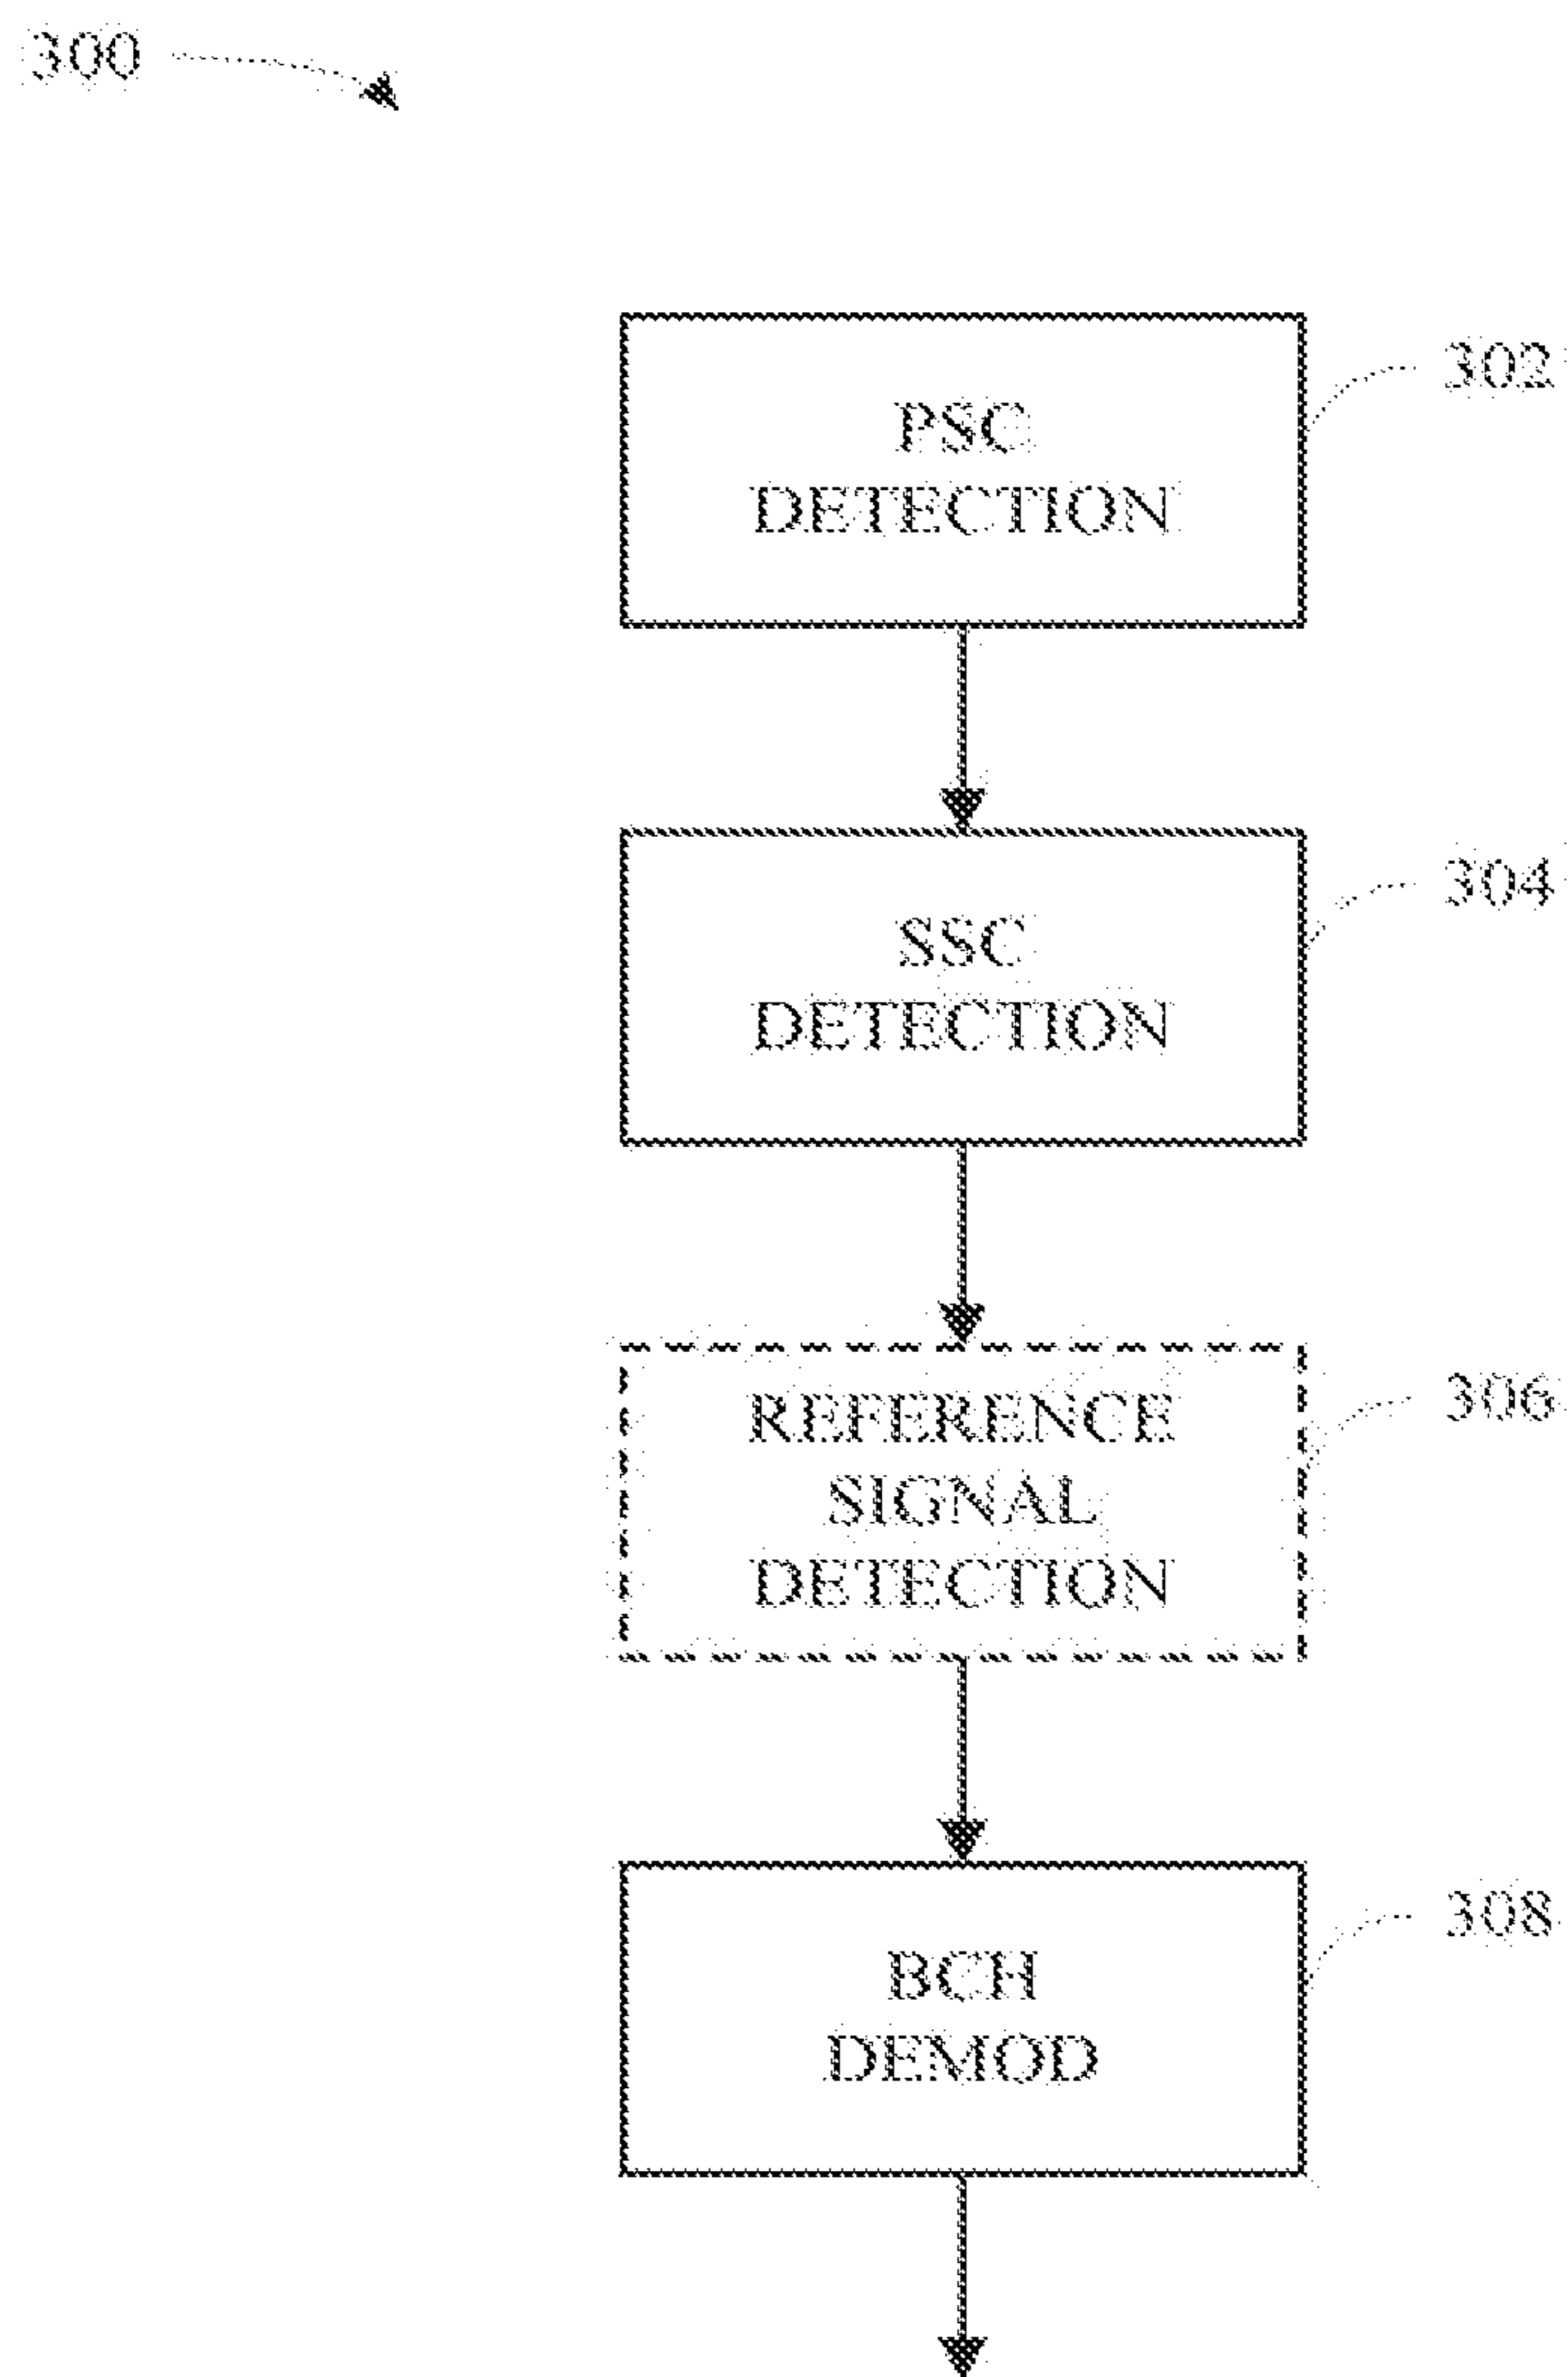 300
302
PSC
DETECTION
304
SSC
DETECTION
306
REFERENCE
SIGNAL
DETECTION
308
BCH
DEMOD